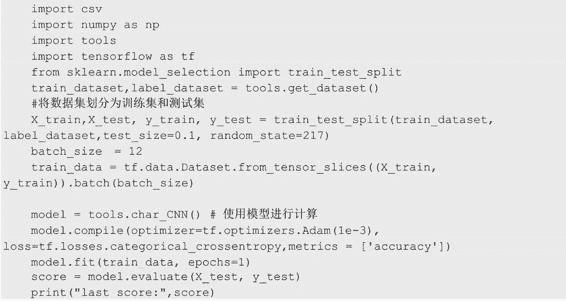 import csv
import numpy as np
import tools
import tensorflow as tf
from sklearn.model_selection import train_test_split
train_dataset,label_dataset = tools.get_dataset()
#将数据集划分为训练集和测试集
X_train,X_test, y_train, y_test = train_test_split(train_dataset,
label_dataset,test_size=0.1, random_state=217)
batch_size = 12
train_data = tf.data.Dataset.from_tensor_slices((X_train,
y_train)).batch(batch_size)
model = tools.char_CNN() # 使用模型进行计算
model.compile(optimizer=tf.optimizers.Adam(1e-3),
loss=tf.losses.categorical_crossentropy,metrics = ['accuracy'])
model.fit(train_data, epochs=1)
score = model.evaluate(X_test, y_test)
print("last score:",score)